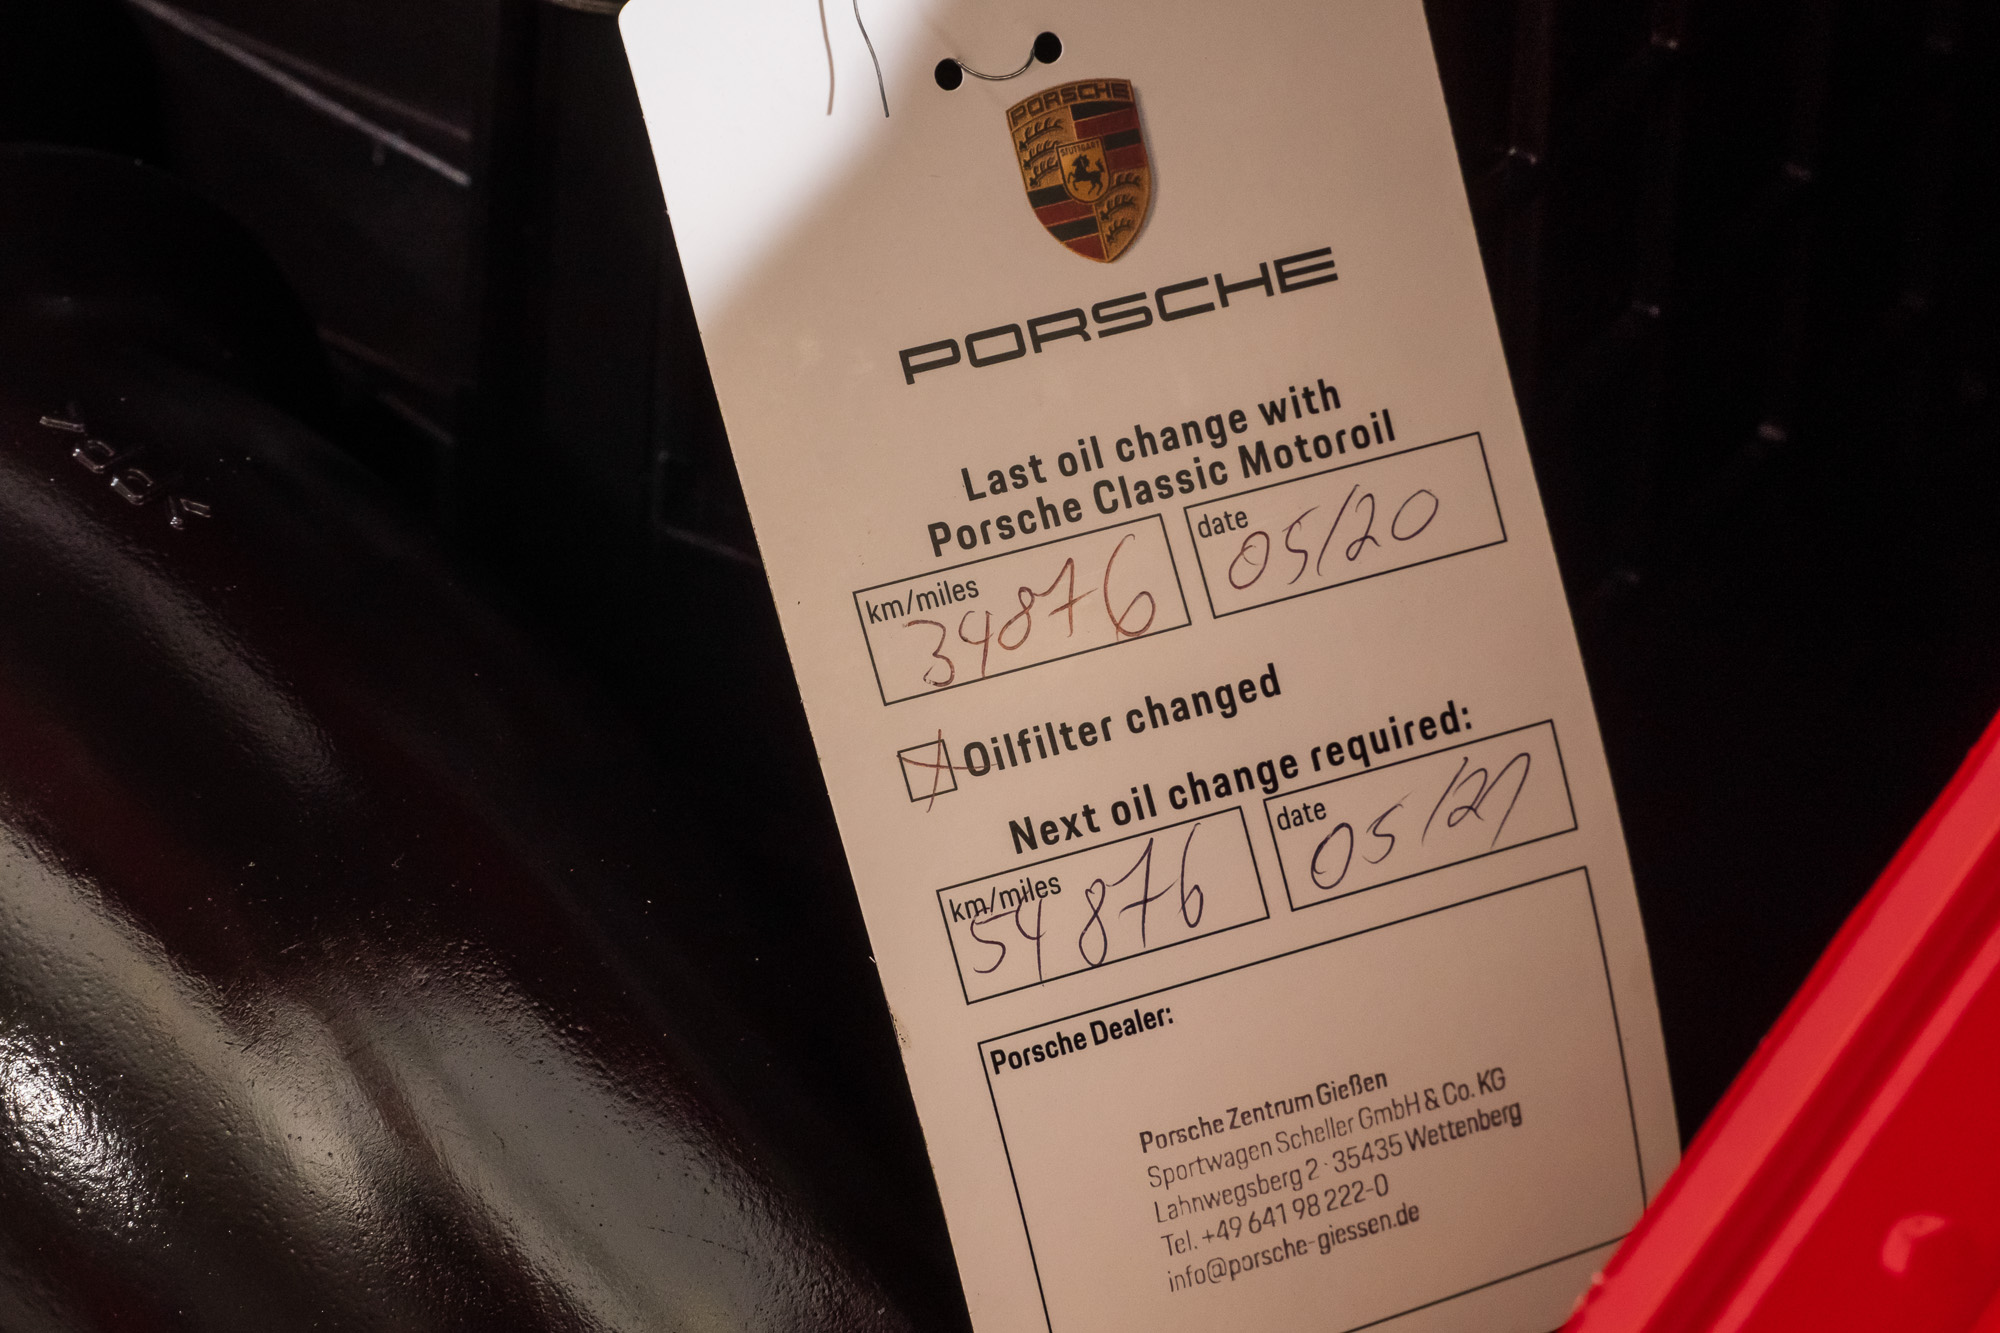 PORSCHE
STUTTGART
PORSCHE
Last oil change with
Porsche Classic Motoroil
km/miles
34876
date
05/20
Oilfilter changed
Next oil change required:
km/miles
54876
date
05/21
Porsche Dealer:
Porsche Zentrum Gießen
Sportwagen Scheller GmbH & Co. KG
Lahnwegsberg 2 · 35435 Wettenberg
Tel. +49 641 98 222-0
info@porsche-giessen.de